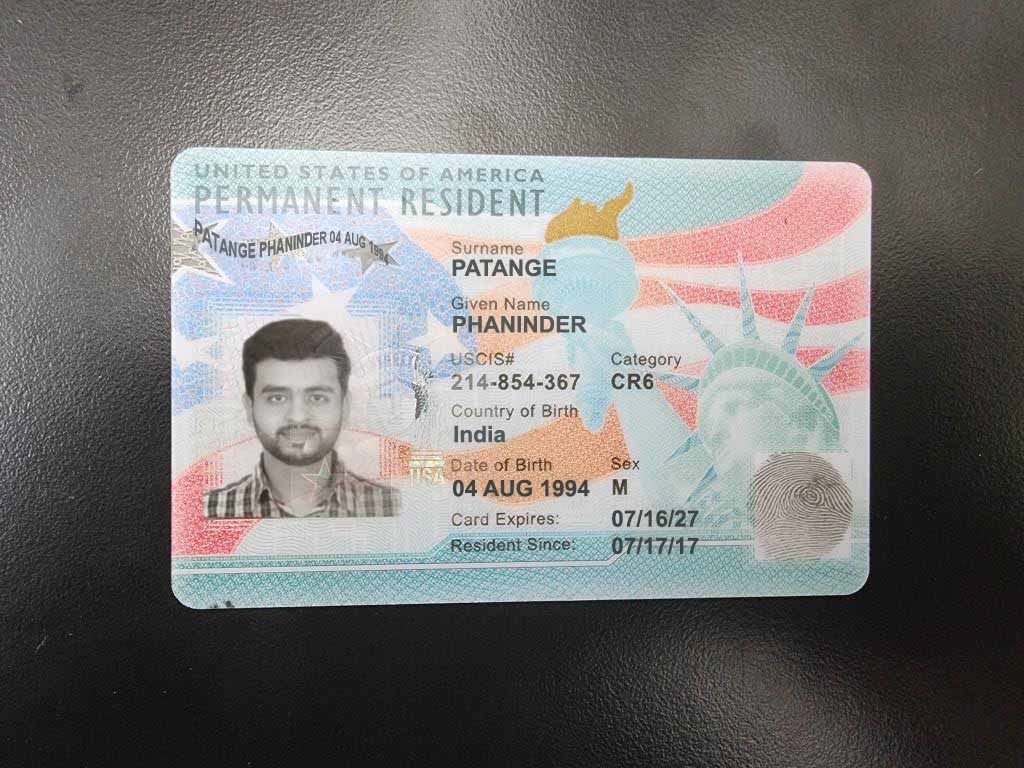 UNITED STATES OF AMERICA
PERMANENT RESIDENT
PATANGE PHANINDER 04 AUG 1994
Surname
PATANGE
Given Name
PHANINDER
USCIS# Category
214-854-367 CR6
Country of Birth
India
Date of Birth Sex
04 AUG 1994 M
Card Expires: 07/16/27
Resident Since: 07/17/17
USA